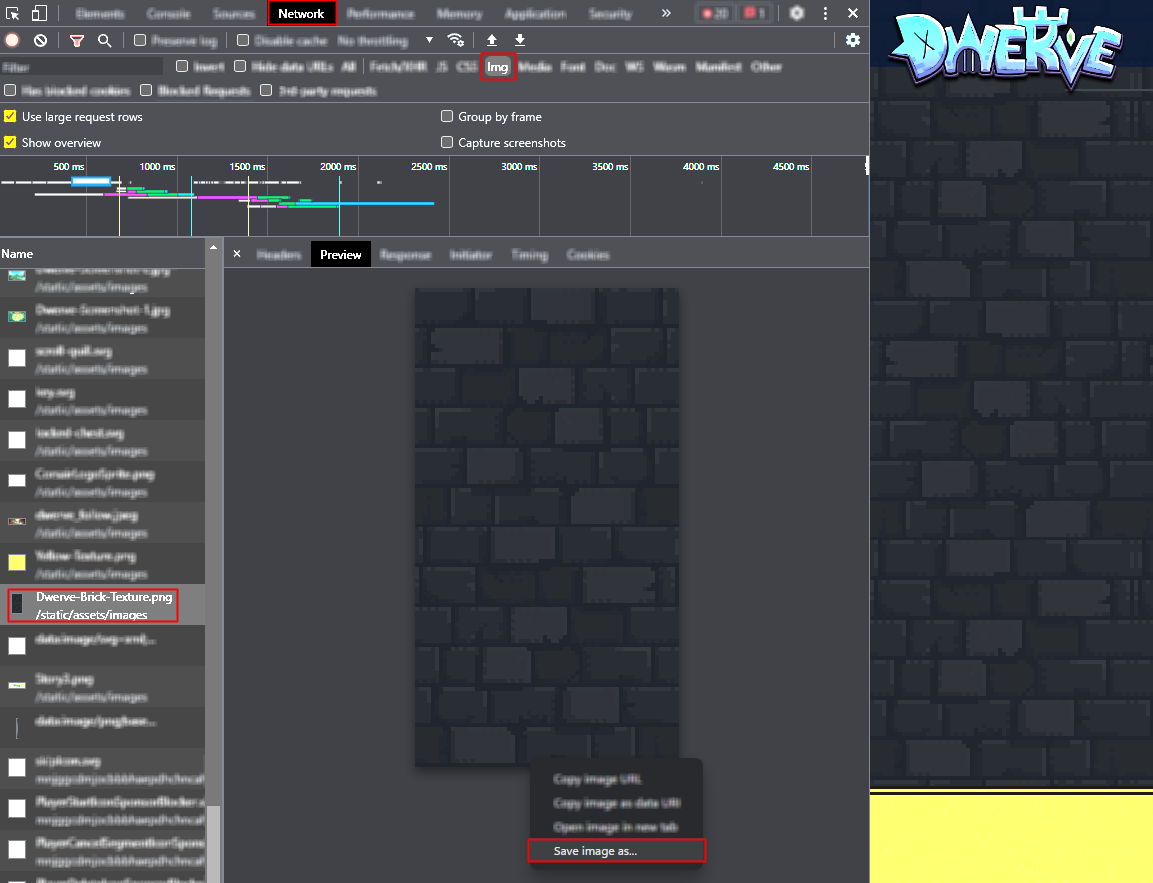 Elements Console Sources Network Performance Memory Application Security » 20 1
Preserve log Disable cache No throttling
Filter Invert Hide data URLs All Fetch/XHR JS CSS Img Media Font Doc WS Wasm Manifest Other
Has blocked cookies Blocked Requests 3rd-party requests
Use large request rows Group by frame
Show overview Capture screenshots
500 ms 1000 ms 1500 ms 2000 ms 2500 ms 3000 ms 3500 ms 4000 ms 4500 ms
Name
Headers Preview Response Initiator Timing Cookies
/static/assets/images
Dwerve-Screenshot-1.jpg
/static/assets/images
scroll-quill.svg
/static/assets/images
key.svg
/static/assets/images
locked-chest.svg
/static/assets/images
CorsairLogoSprite.png
/static/assets/images
dwerve_follow.jpeg
/static/assets/images
Yellow-Texture.png
/static/assets/images
Dwerve-Brick-Texture.png
/static/assets/images
data:image/svg+xml,...
Story3.png
/static/assets/images
data:image/png;base...
Copy image URL
Copy image as data URI
Open image in new tab
Save image as...
DWERVE